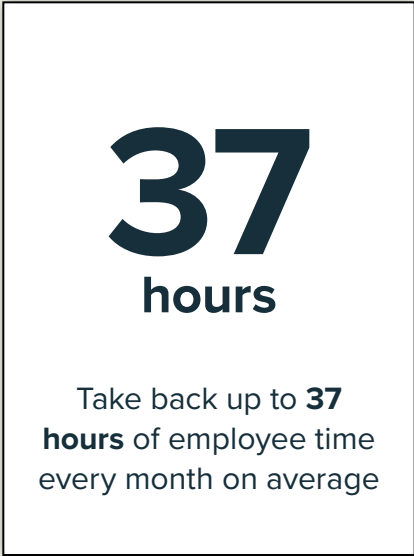 37
hours
Take back up to 37
hours of employee time
every month on average